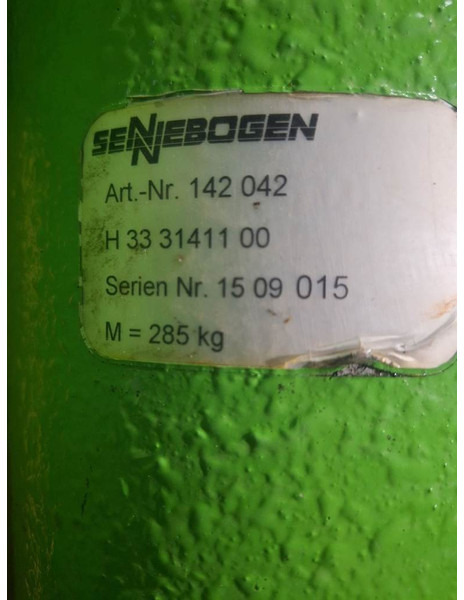 SENNEBOGEN
Art.-Nr. 142 042
H 33 31411 00
Serien Nr. 15 09 015
M = 285 kg